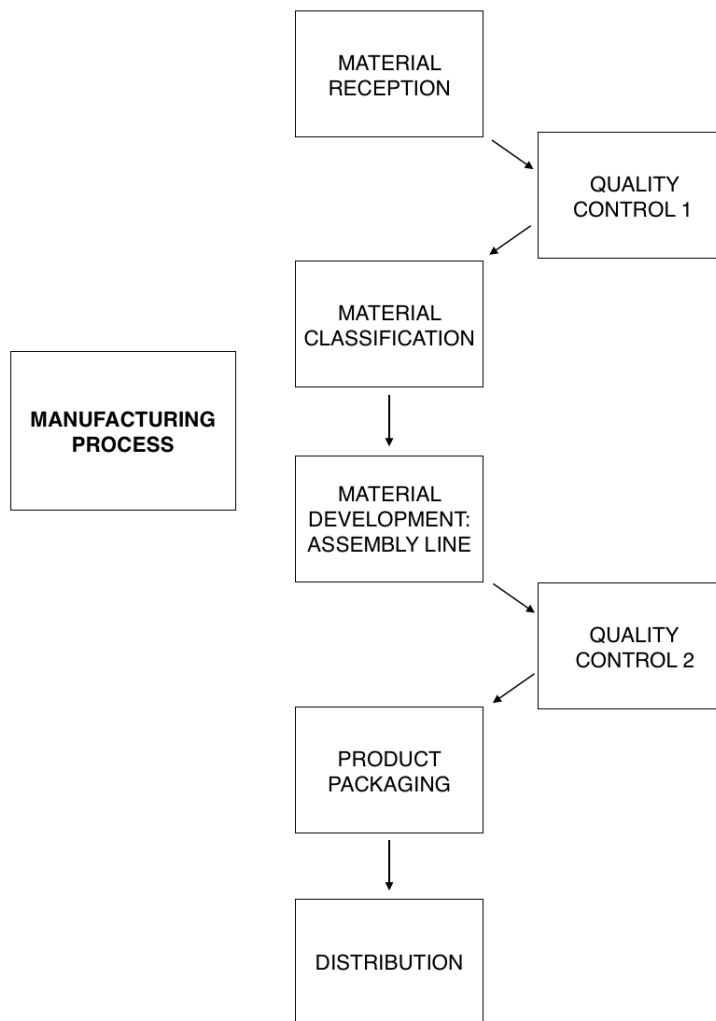 MATERIAL
RECEPTION
QUALITY
CONTROL 1
MATERIAL
CLASSIFICATION
MANUFACTURING
PROCESS
MATERIAL
DEVELOPMENT:
ASSEMBLY LINE
QUALITY
CONTROL 2
PRODUCT
PACKAGING
DISTRIBUTION